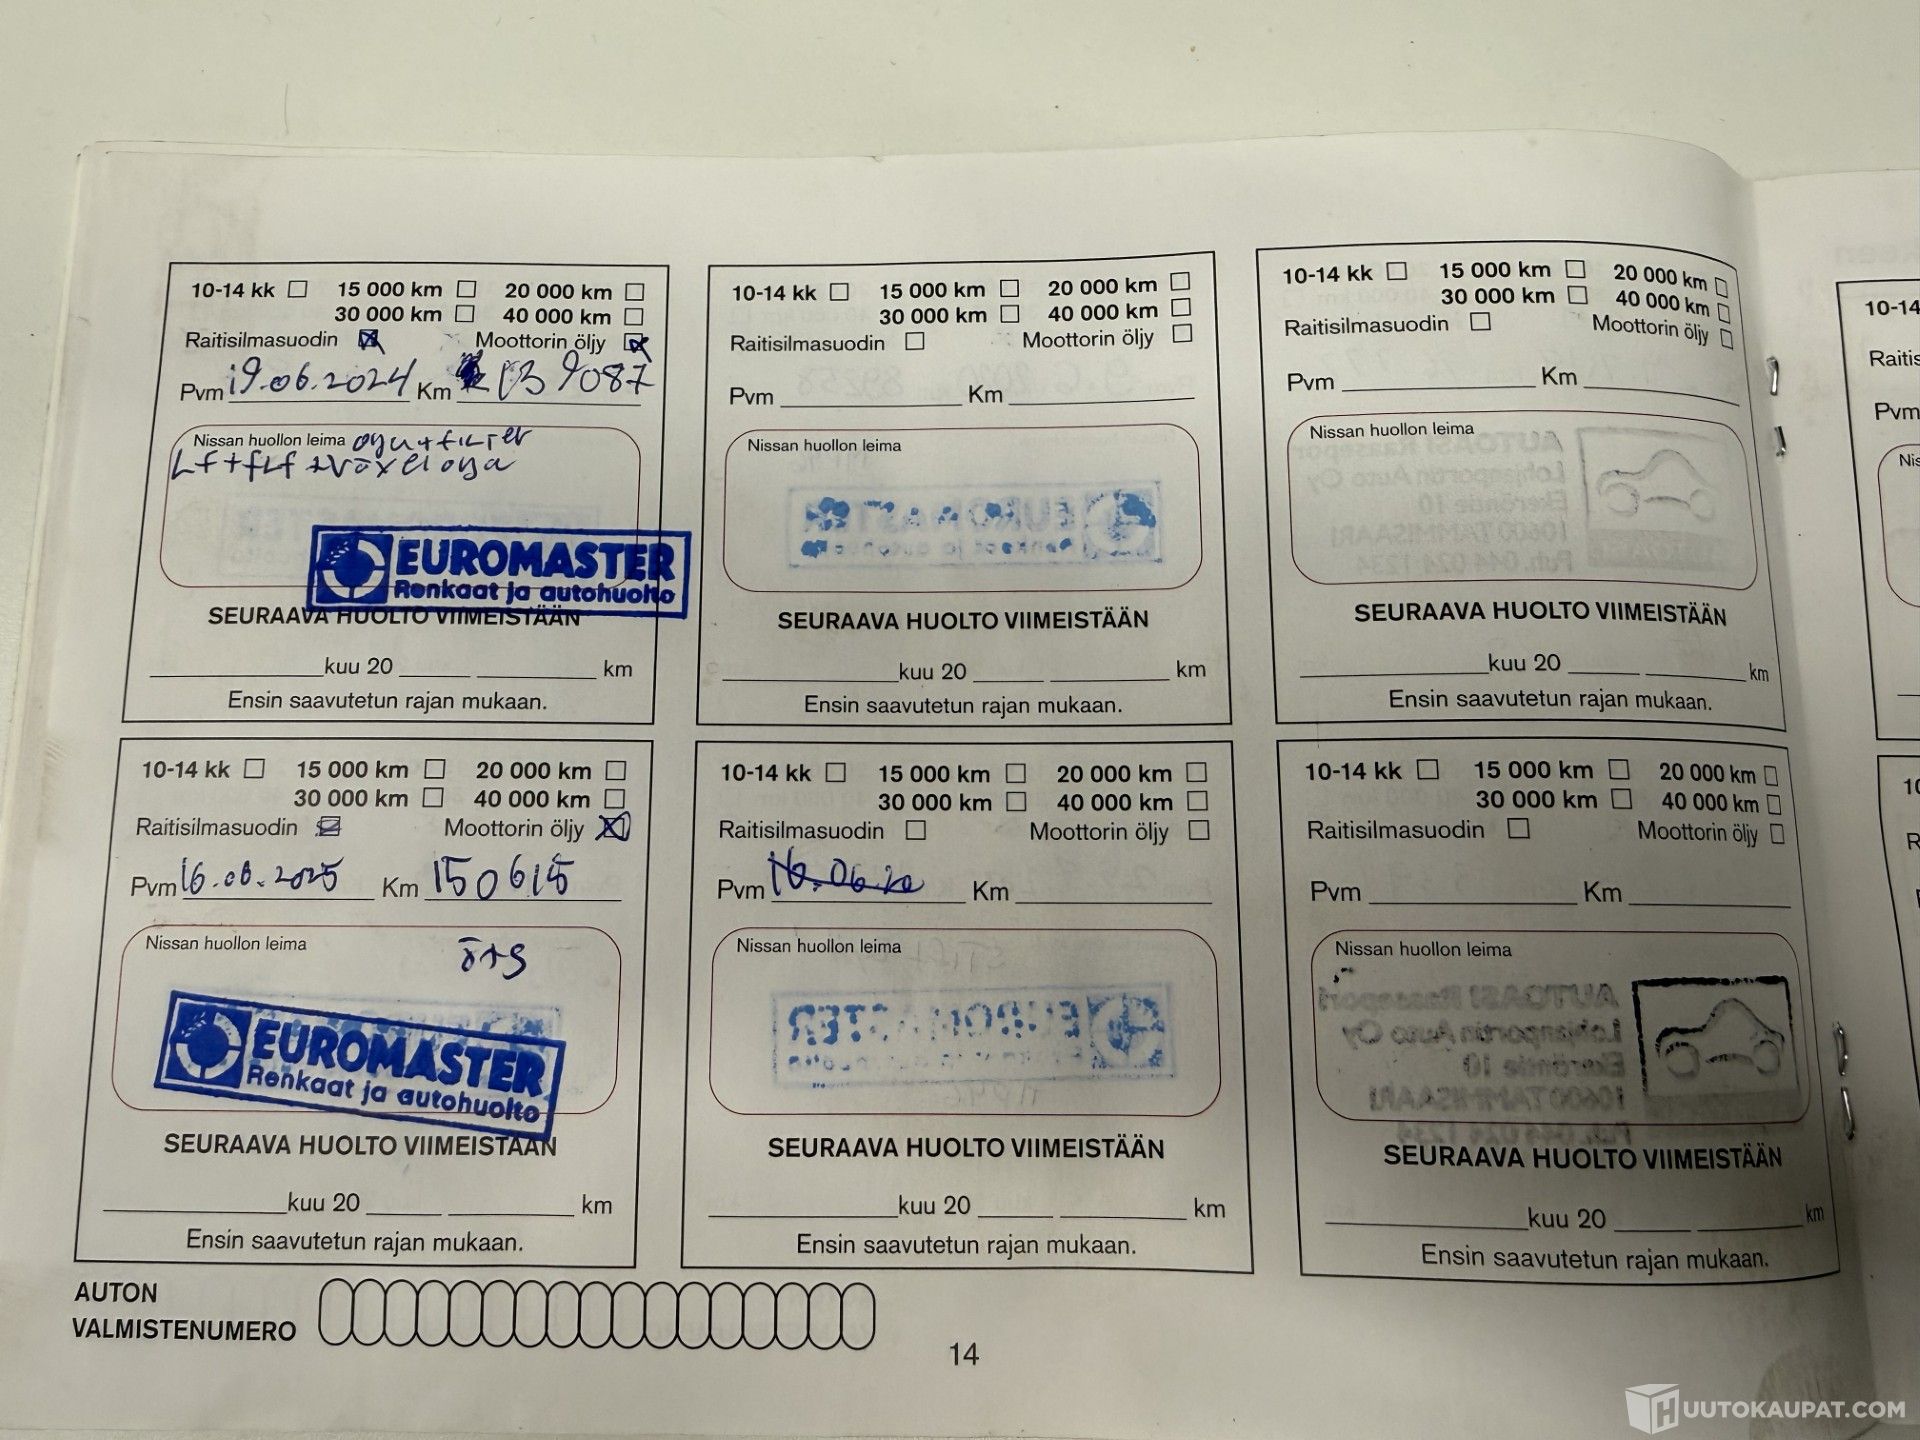 10-14 kk 15 000 km 20 000 km
30 000 km 40 000 km
Raitisilmasuodin Moottorin öljy
Pvm 19.06.2024 Km 139087
Nissan huollon leima
EUROMASTER
Renkaat ja autohuolto
SEURAAVA HUOLTO VIIMEISTÄÄN
kuu 20 km
Ensin saavutetun rajan mukaan.
10-14 kk 15 000 km 20 000 km
30 000 km 40 000 km
Raitisilmasuodin Moottorin öljy
Pvm Km
Nissan huollon leima
SEURAAVA HUOLTO VIIMEISTÄÄN
kuu 20 km
Ensin saavutetun rajan mukaan.
10-14 kk 15 000 km 20 000 km
30 000 km 40 000 km
Raitisilmasuodin Moottorin öljy
Pvm Km
Nissan huollon leima
SEURAAVA HUOLTO VIIMEISTÄÄN
kuu 20 km
Ensin saavutetun rajan mukaan.
10-14 kk 15 000 km 20 000 km
30 000 km 40 000 km
Raitisilmasuodin Moottorin öljy
Pvm 16.06.2025 Km 150615
Nissan huollon leima
ö+s
EUROMASTER
Renkaat ja autohuolto
SEURAAVA HUOLTO VIIMEISTÄÄN
kuu 20 km
Ensin saavutetun rajan mukaan.
10-14 kk 15 000 km 20 000 km
30 000 km 40 000 km
Raitisilmasuodin Moottorin öljy
Pvm 16.06.20 Km
Nissan huollon leima
SEURAAVA HUOLTO VIIMEISTÄÄN
kuu 20 km
Ensin saavutetun rajan mukaan.
10-14 kk 15 000 km 20 000 km
30 000 km 40 000 km
Raitisilmasuodin Moottorin öljy
Pvm Km
Nissan huollon leima
SEURAAVA HUOLTO VIIMEISTÄÄN
kuu 20 km
Ensin saavutetun rajan mukaan.
10-14
Pvm
AUTON
VALMISTENUMERO
14
HUUTOKAUPAT.COM